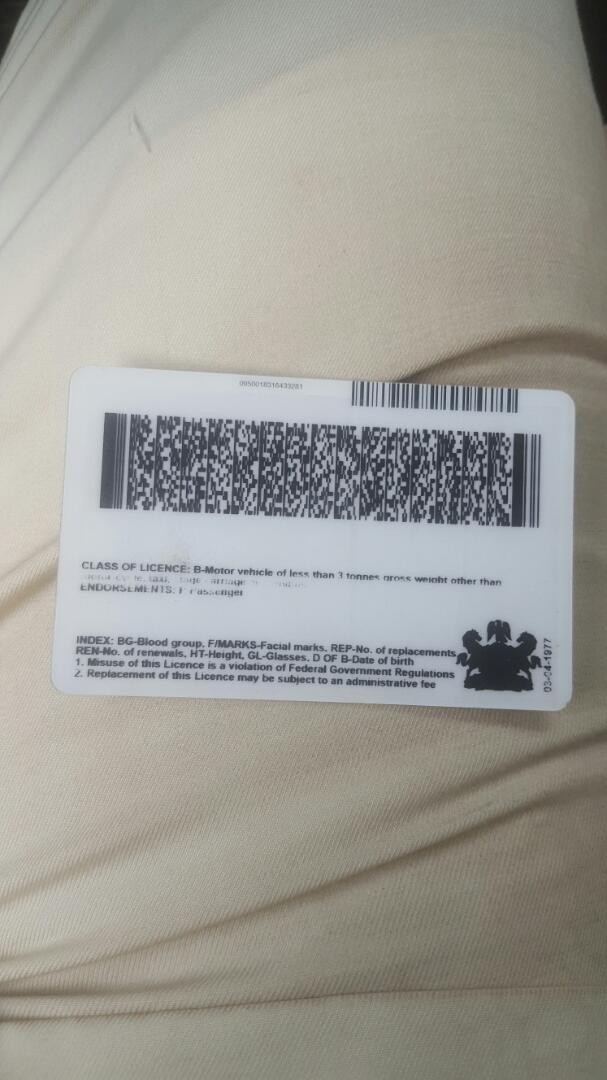 0950018316433281
CLASS OF LICENCE: B-Motor vehicle of less than 3 tonnes gross weight other than
taxi,
ENDORSEMENTS: F Passenger
INDEX: BG-Blood group, F/MARKS-Facial marks, REP-No. of replacements
REN-No. of renewals, HT-Height, GL-Glasses, D OF B-Date of birth
1. Misuse of this Licence is a violation of Federal Government Regulations
2. Replacement of this Licence may be subject to an administrative fee
03-04-1977